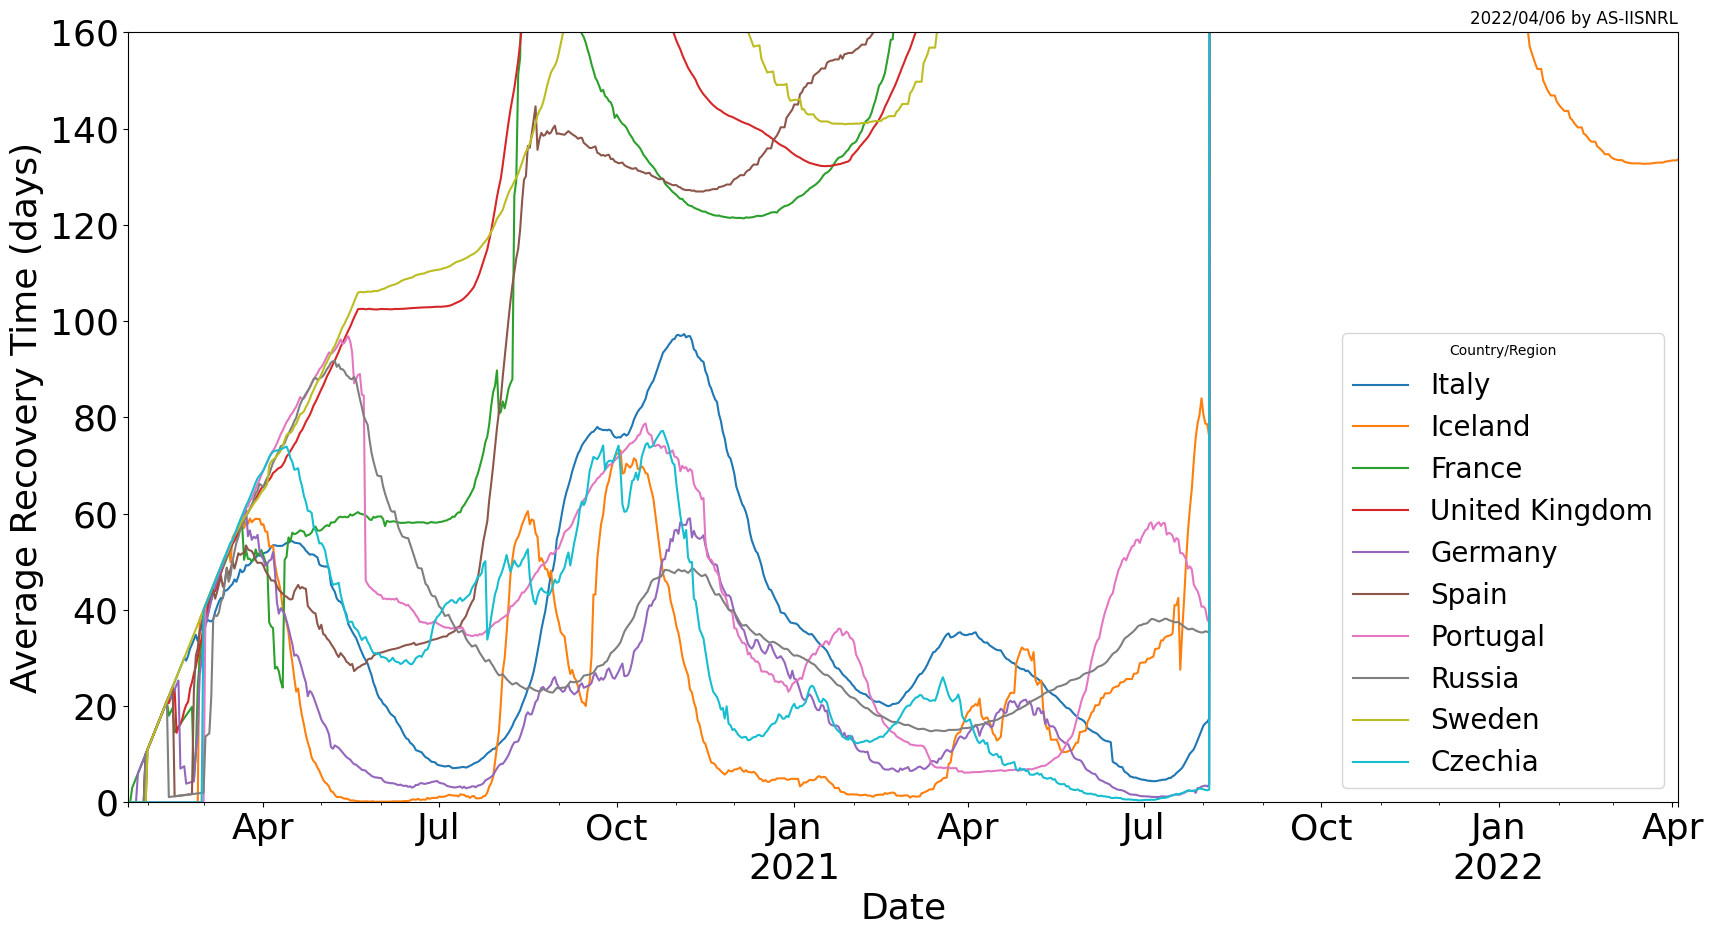 2022/04/06 by AS-IISNRL
160
140
120
100
80
60
40
20
0
Average Recovery Time (days)
Country/Region
Italy
Iceland
France
United Kingdom
Germany
Spain
Portugal
Russia
Sweden
Czechia
Apr Jul Oct Jan Apr Jul Oct Jan Apr
2021 2022
Date